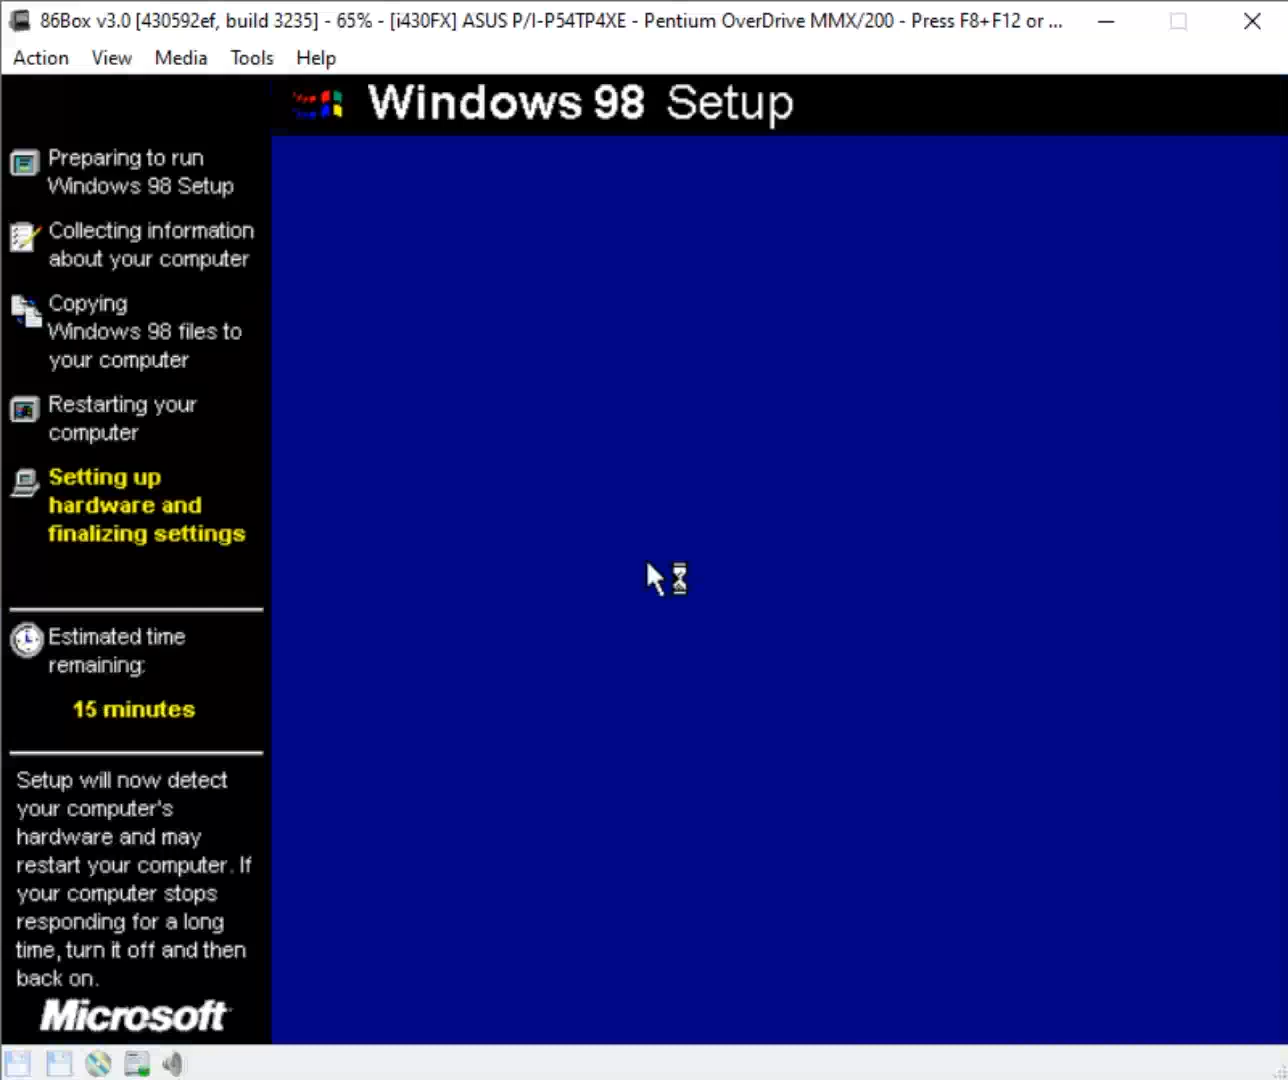 86Box v3.0 [430592ef, build 3235] - 65% - [i430FX] ASUS P/I-P54TP4XE - Pentium OverDrive MMX/200 - Press F8+F12 or ...
Action View Media Tools Help
Windows 98 Setup
Preparing to run
Windows 98 Setup
Collecting information
about your computer
Copying
Windows 98 files to
your computer
Restarting your
computer
Setting up
hardware and
finalizing settings
Estimated time
remaining:
15 minutes
Setup will now detect
your computer's
hardware and may
restart your computer. If
your computer stops
responding for a long
time, turn it off and then
back on.
Microsoft